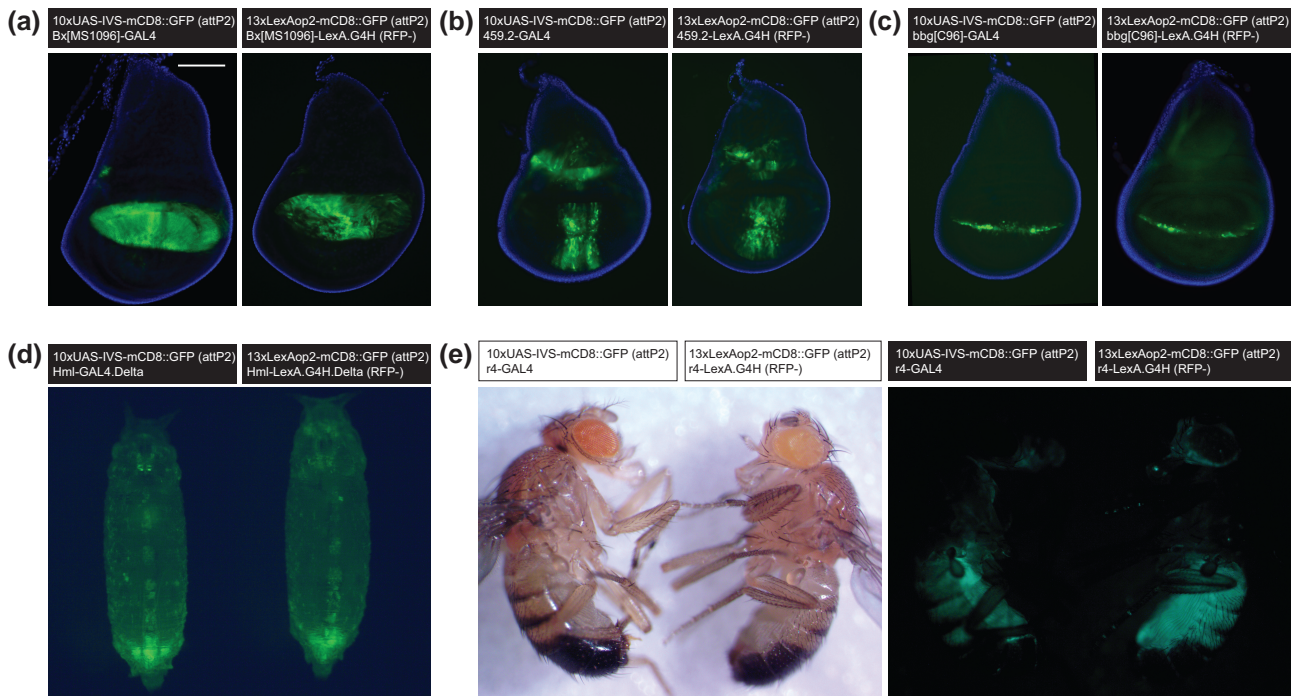 (a)
10xUAS-IVS-mCD8::GFP (attP2)
Bx[MS1096]-GAL4
13xLexAop2-mCD8::GFP (attP2)
Bx[MS1096]-LexA.G4H (RFP-)
(b)
10xUAS-IVS-mCD8::GFP (attP2)
459.2-GAL4
13xLexAop2-mCD8::GFP (attP2)
459.2-LexA.G4H (RFP-)
(c)
10xUAS-IVS-mCD8::GFP (attP2)
bbg[C96]-GAL4
13xLexAop2-mCD8::GFP (attP2)
bbg[C96]-LexA.G4H (RFP-)
(d)
10xUAS-IVS-mCD8::GFP (attP2)
Hml-GAL4.Delta
13xLexAop2-mCD8::GFP (attP2)
Hml-LexA.G4H.Delta (RFP-)
(e)
10xUAS-IVS-mCD8::GFP (attP2)
r4-GAL4
13xLexAop2-mCD8::GFP (attP2)
r4-LexA.G4H (RFP-)
10xUAS-IVS-mCD8::GFP (attP2)
r4-GAL4
13xLexAop2-mCD8::GFP (attP2)
r4-LexA.G4H (RFP-)